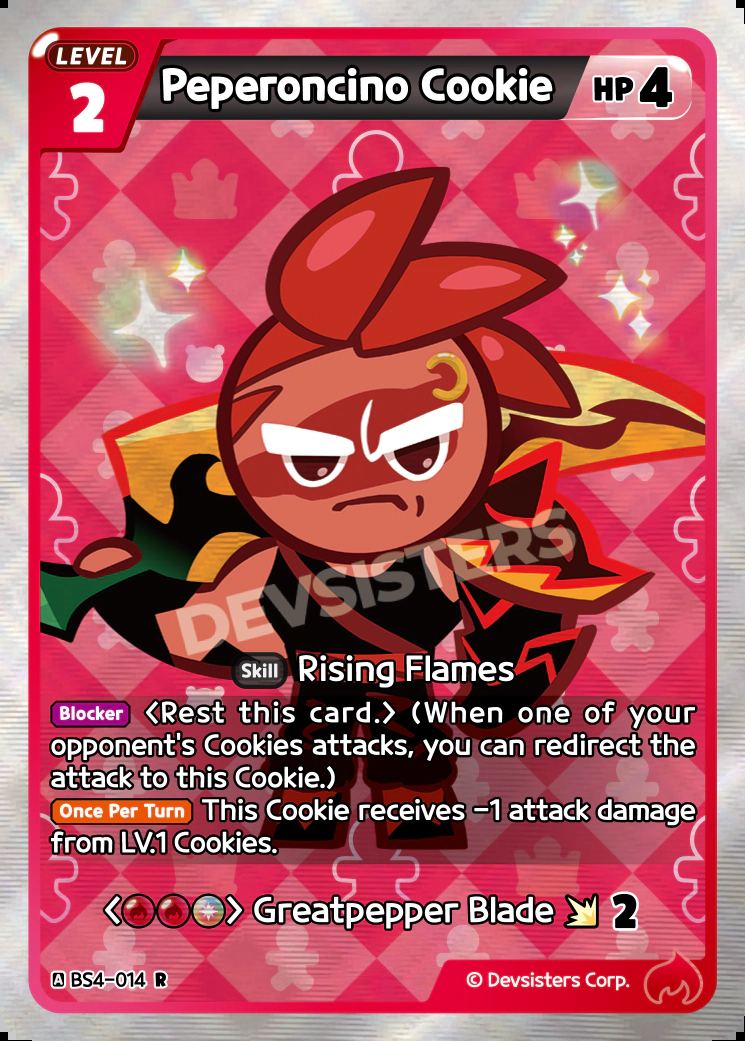 LEVEL
2
Peperoncino Cookie
HP 4
DEVSISTERS
Skill Rising Flames
Blocker <Rest this card.> (When one of your
opponent's Cookies attacks, you can redirect the
attack to this Cookie.)
Once Per Turn This Cookie receives -1 attack damage
from LV.1 Cookies.
< > Greatpepper Blade 2
A BS4-014 R
© Devsisters Corp.